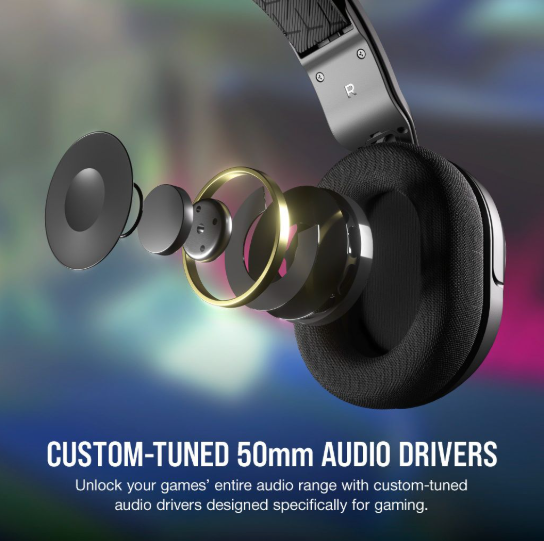 R
CUSTOM-TUNED 50mm AUDIO DRIVERS
Unlock your games' entire audio range with custom-tuned
audio drivers designed specifically for gaming.